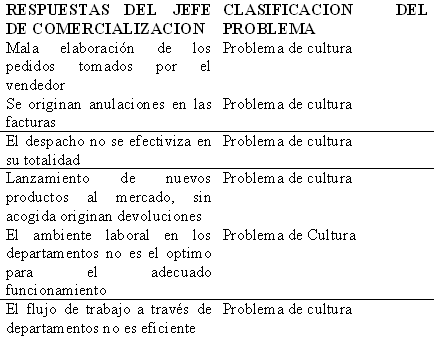 RESPUESTAS DEL JEFE DE COMERCIALIZACION
CLASIFICACION DEL PROBLEMA
Mala elaboración de los pedidos tomados por el vendedor
Problema de cultura
Se originan anulaciones en las facturas
Problema de cultura
El despacho no se efectiviza en su totalidad
Problema de cultura
Lanzamiento de nuevos productos al mercado, sin acogida originan devoluciones
Problema de cultura
El ambiente laboral en los departamentos no es el optimo para el adecuado funcionamiento
Problema de Cultura
El flujo de trabajo a través de departamentos no es eficiente
Problema de cultura